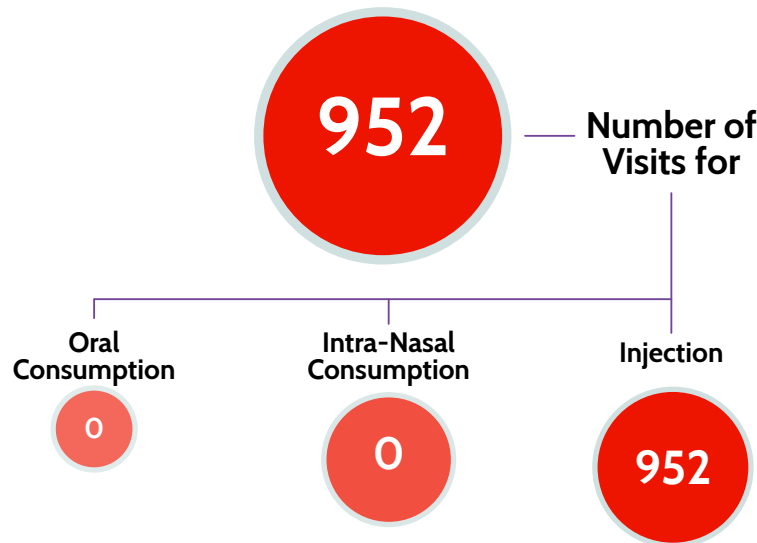 952
Number of
Visits for
Oral
Consumption
0
Intra-Nasal
Consumption
0
Injection
952